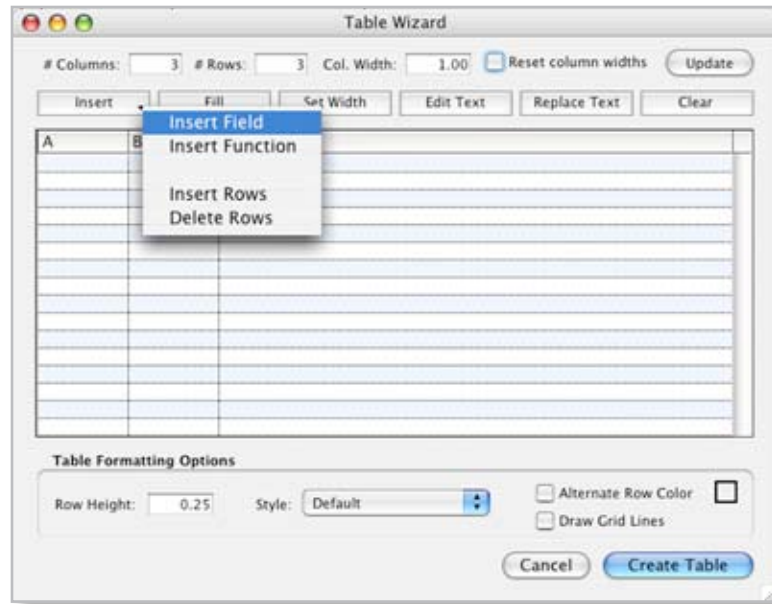 Table Wizard
# Columns: 3 # Rows: 3 Col. Width: 1.00 Reset column widths Update
Insert Fill Set Width Edit Text Replace Text Clear
Insert Field
A B
Insert Function
Insert Rows
Delete Rows
Table Formatting Options
Row Height: 0.25 Style: Default Alternate Row Color
Draw Grid Lines
Cancel Create Table